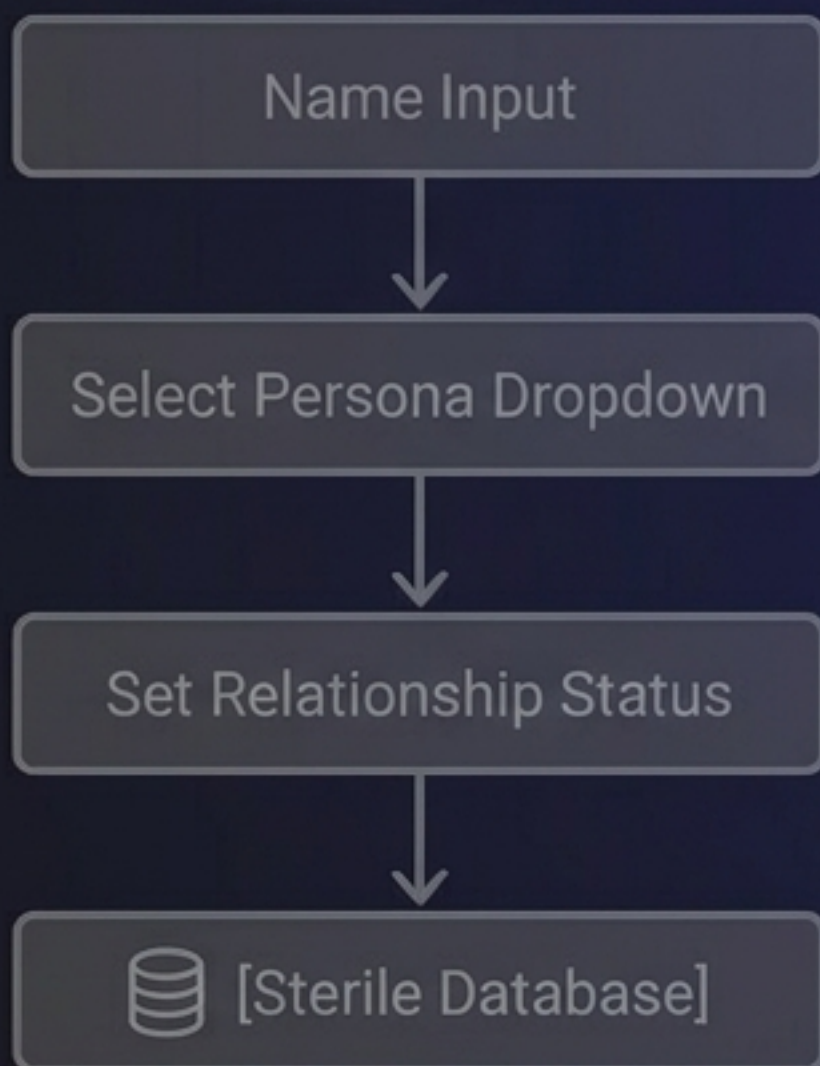 Name Input
Select Persona Dropdown
Set Relationship Status
[Sterile Database]